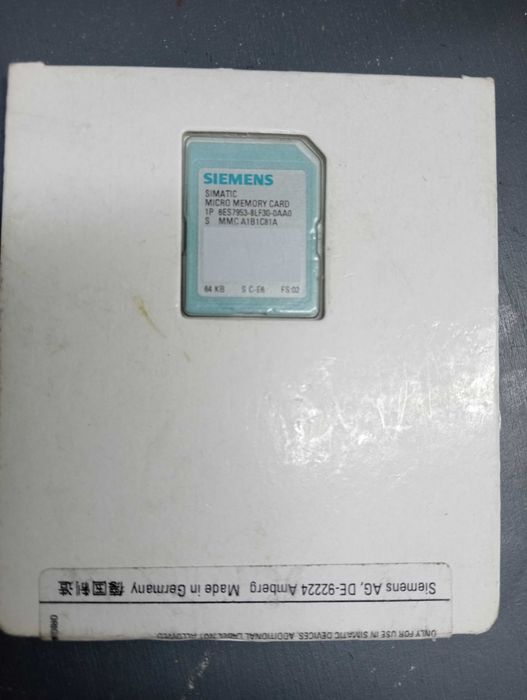 SIEMENS
SIMATIC
MICRO MEMORY CARD
1P 6ES7953-8LF30-0AA0
S MMC A1B1C81A
64 KB S C-E6 FS:02
ONLY FOR USE IN SIMATIC DEVICES. ADDITIONAL LABEL NOT ALLOWED
Siemens AG, DE-92224 Amberg Made in Germany 德国制造